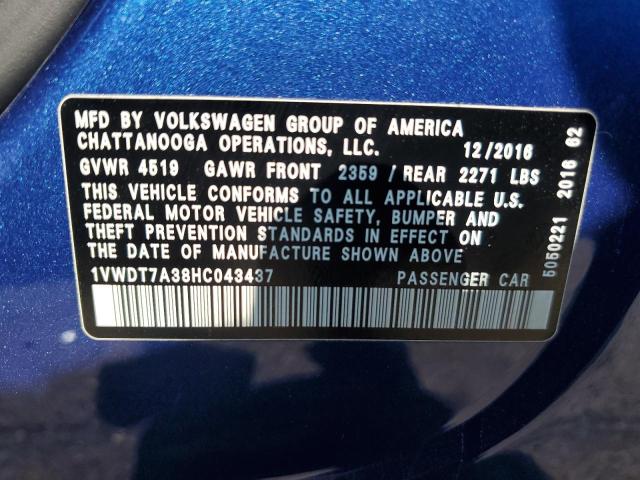 MFD BY VOLKSWAGEN GROUP OF AMERICA
CHATTANOOGA OPERATIONS, LLC. 12/2016
GVWR 4519 GAWR FRONT 2359 / REAR 2271 LBS
THIS VEHICLE CONFORMS TO ALL APPLICABLE U.S.
FEDERAL MOTOR VEHICLE SAFETY, BUMPER AND
THEFT PREVENTION STANDARDS IN EFFECT ON
THE DATE OF MANUFACTURE SHOWN ABOVE
1VWDT7A38HC043437 PASSENGER CAR
5050221 2016 62